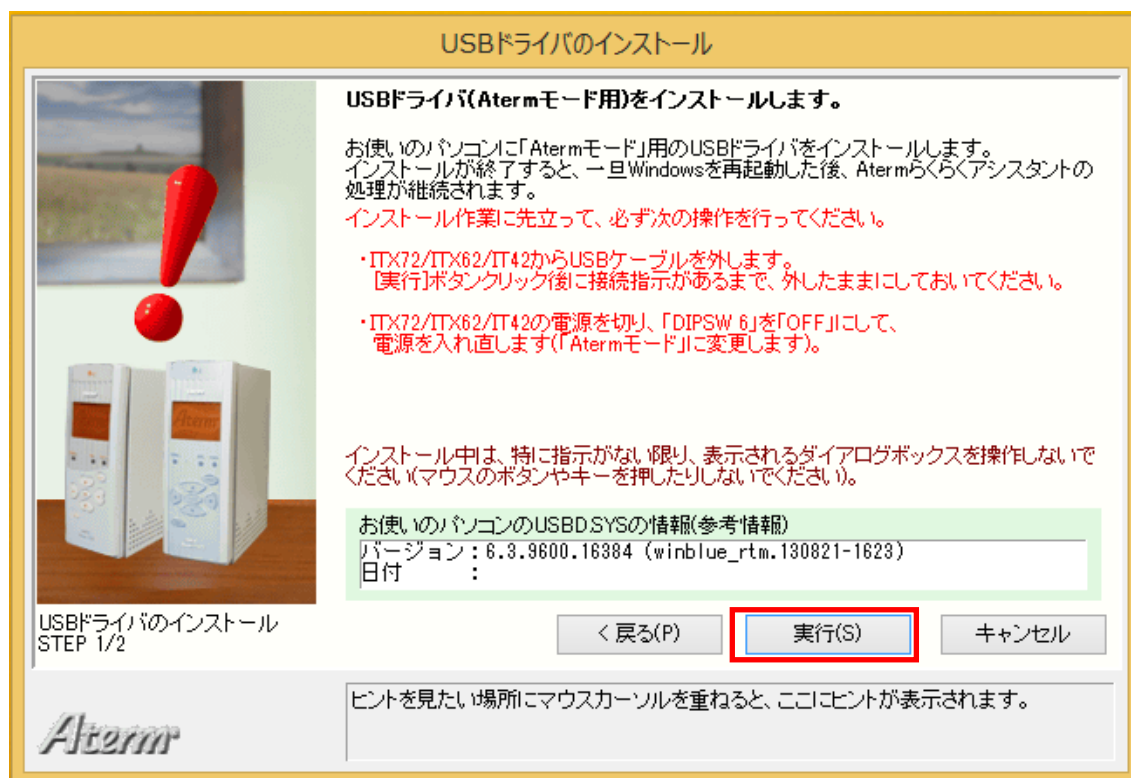 USBドライバのインストール
USBドライバ(Atermモード用)をインストールします。
お使いのパソコンに「Atermモード」用のUSBドライバをインストールします。
インストールが終了すると、一旦Windowsを再起動した後、Atermらくらくアシスタントの
処理が継続されます。
インストール作業に先立って、必ず次の操作を行ってください。
・ITX72/ITX62/IT42からUSBケーブルを外します。
[実行]ボタンクリック後に接続指示があるまで、外したままにしておいてください。
・ITX72/ITX62/IT42の電源を切り、「DIPSW 6」を「OFF」にして、
電源を入れ直します(「Atermモード」に変更します)。
インストール中は、特に指示がない限り、表示されるダイアログボックスを操作しないで
ください(マウスのボタンやキーを押したりしないでください)。
お使いのパソコンのUSBD.SYSの情報(参考情報)
バージョン:6.3.9600.16384 (winblue_rtm.130821-1623)
日付 :
USBドライバのインストール
STEP 1/2
< 戻る(P)
実行(S)
キャンセル
ヒントを見たい場所にマウスカーソルを重ねると、ここにヒントが表示されます。
Aterm